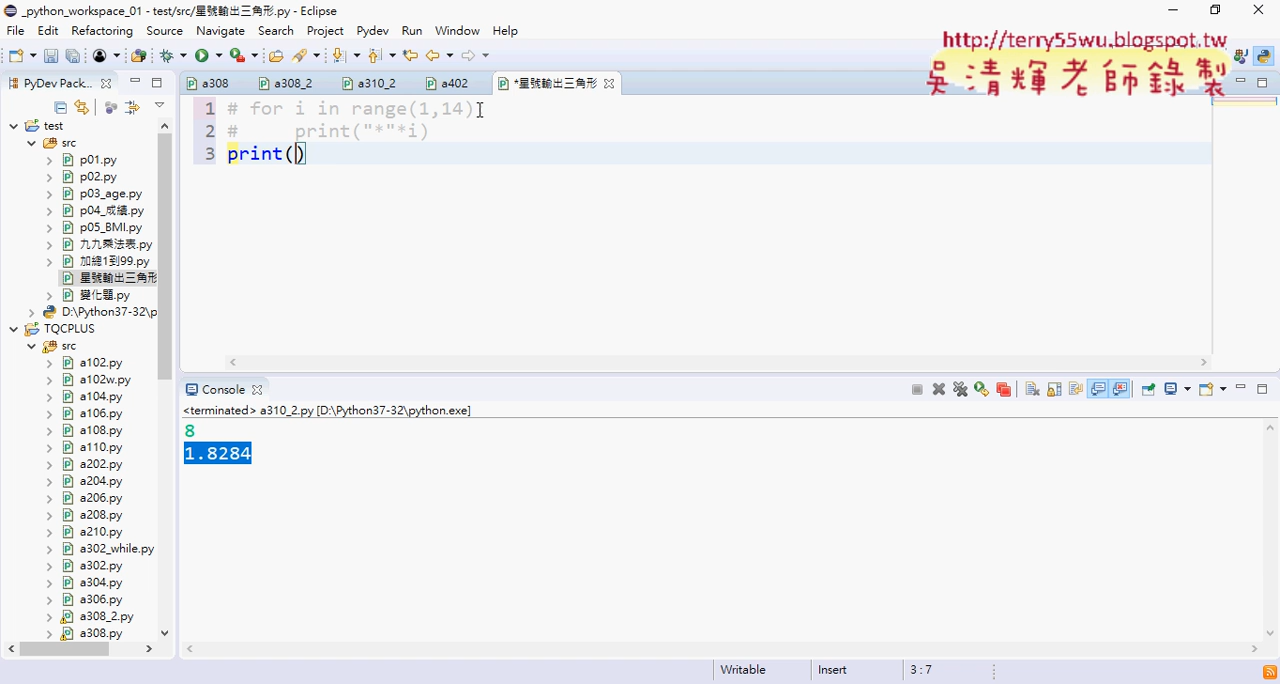 _python_workspace_01 - test/src/星號輸出三角形.py - Eclipse
File Edit Refactoring Source Navigate Search Project Pydev Run Window Help
http://terry55wu.blogspot.tw
吳清輝老師錄製
PyDev Pack...
a308
a308_2
a310_2
a402
*星號輸出三角形
test
src
p01.py
p02.py
p03_age.py
p04_成績.py
p05_BMI.py
九九乘法表.py
加總1到99.py
星號輸出三角形
變化題.py
D:\Python37-32\p
TQCPLUS
src
a102.py
a102w.py
a104.py
a106.py
a108.py
a110.py
a202.py
a204.py
a206.py
a208.py
a210.py
a302_while.py
a302.py
a304.py
a306.py
a308_2.py
a308.py
1 # for i in range(1,14)
2 #     print("*"*i)
3 print()
Console
<terminated> a310_2.py [D:\Python37-32\python.exe]
8
1.8284
Writable Insert 3 : 7